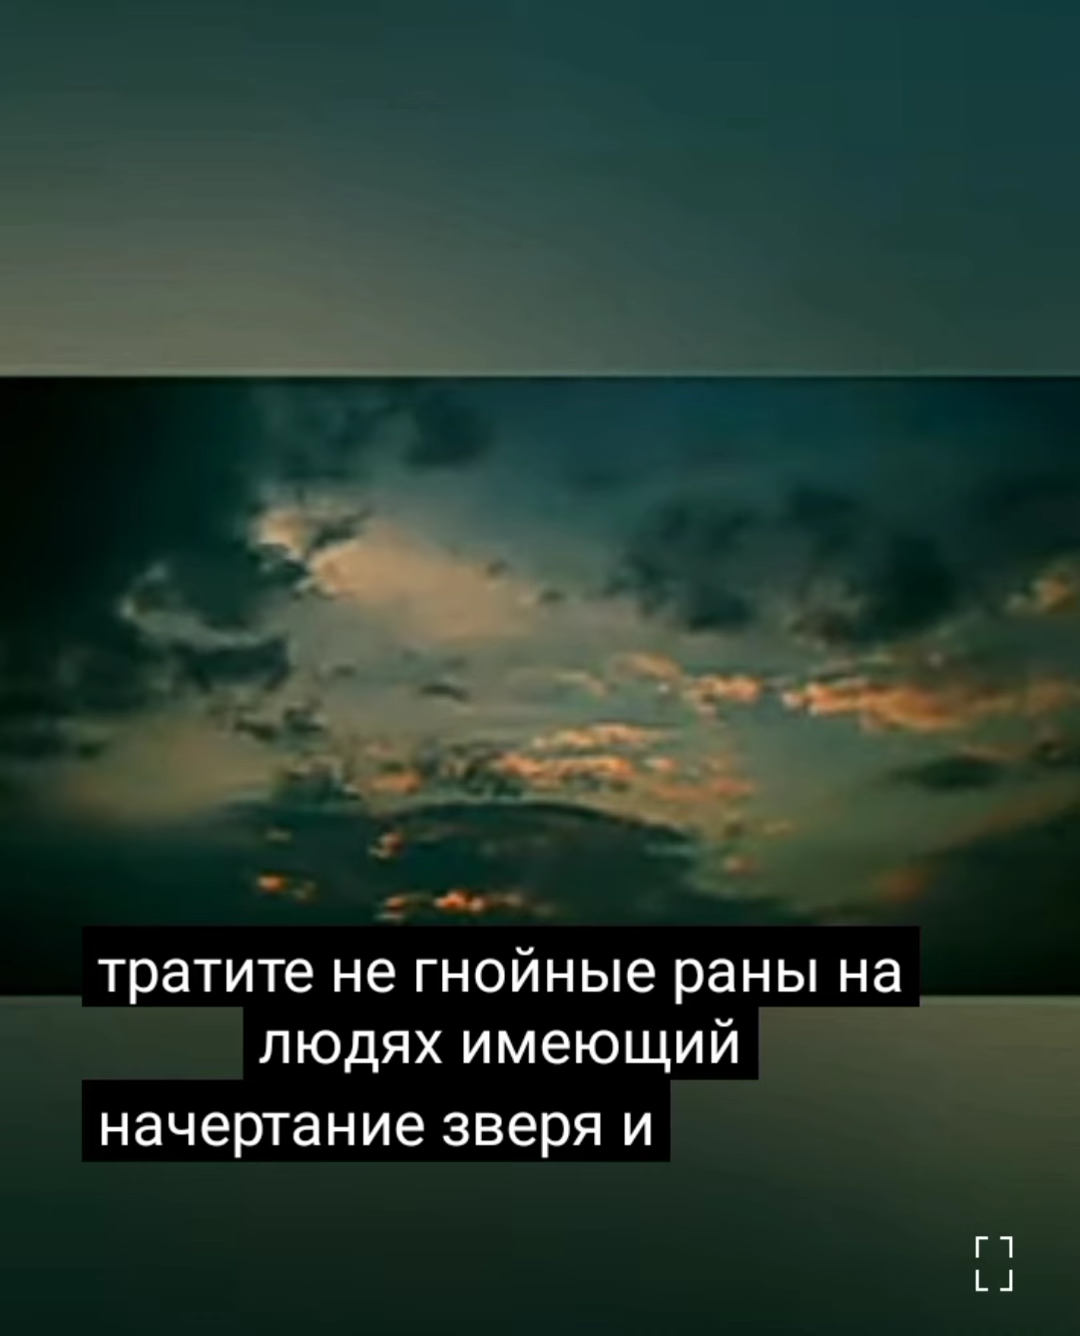 тратите не гнойные раны на
людях имеющий
начертание зверя и